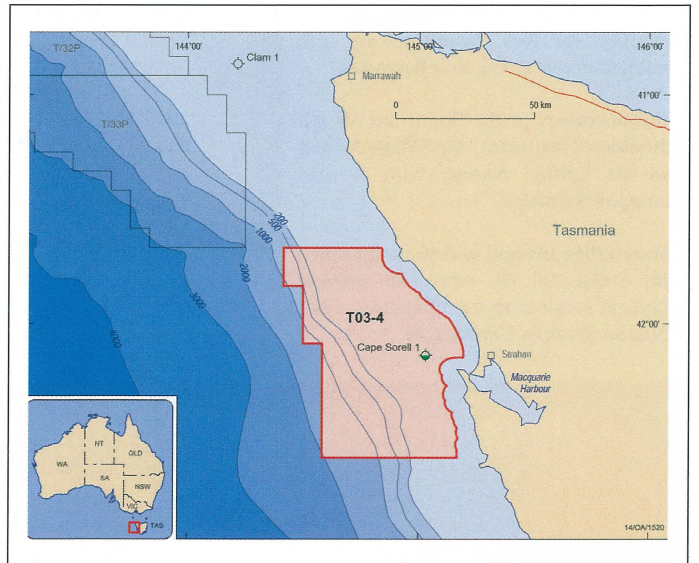 144°00'
145°00'
146°00'
T/32P
Clam 1
Marrawah
41°00'
0
50 km
T/33P
Tasmania
200
500
1000
2000
3000
4000
T03-4
42°00'
Cape Sorell 1
Strahan
Macquarie
Harbour
NT
QLD
WA
SA
NSW
VIC
TAS
14/OA/1520